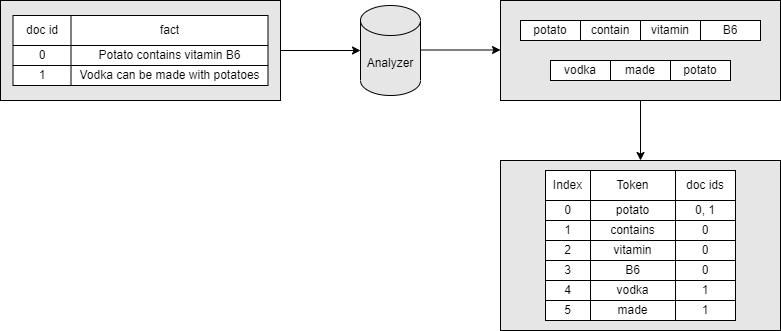 doc id fact
0 Potato contains vitamin B6
1 Vodka can be made with potatoes
Analyzer
potato contain vitamin B6
vodka made potato
Index Token doc ids
0 potato 0, 1
1 contains 0
2 vitamin 0
3 B6 0
4 vodka 1
5 made 1